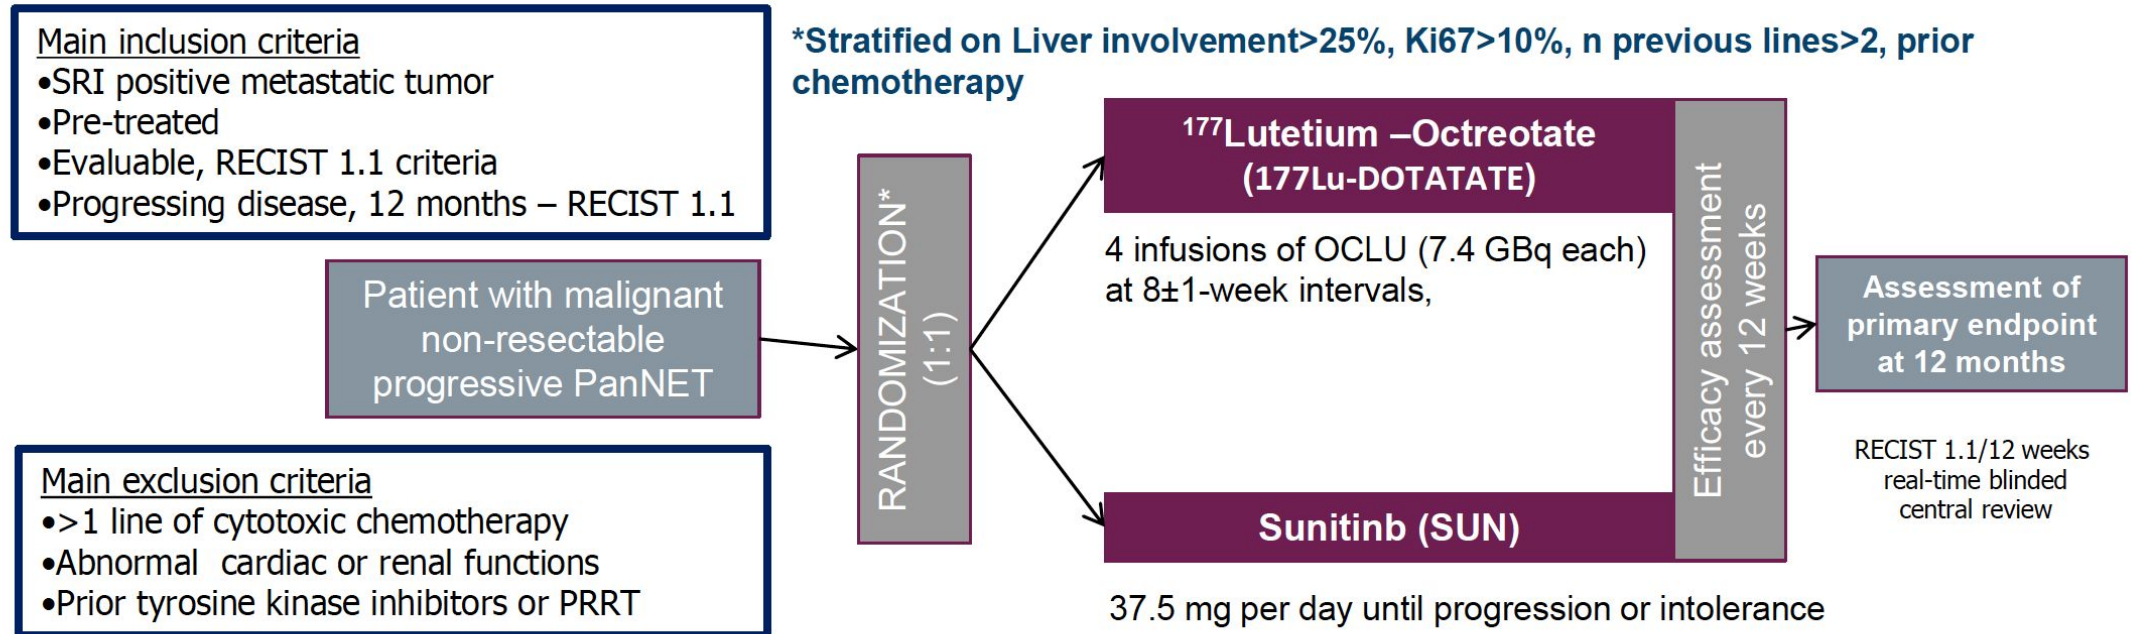 Main inclusion criteria
•SRI positive metastatic tumor
•Pre-treated
•Evaluable, RECIST 1.1 criteria
•Progressing disease, 12 months – RECIST 1.1
*Stratified on Liver involvement>25%, Ki67>10%, n previous lines>2, prior
chemotherapy
Patient with malignant
non-resectable
progressive PanNET
RANDOMIZATION*
(1:1)
¹⁷⁷Lutetium –Octreotate
(177Lu-DOTATATE)
4 infusions of OCLU (7.4 GBq each)
at 8±1-week intervals,
Sunitinb (SUN)
37.5 mg per day until progression or intolerance
Efficacy assessment
every 12 weeks
Assessment of
primary endpoint
at 12 months
RECIST 1.1/12 weeks
real-time blinded
central review
Main exclusion criteria
•>1 line of cytotoxic chemotherapy
•Abnormal cardiac or renal functions
•Prior tyrosine kinase inhibitors or PRRT